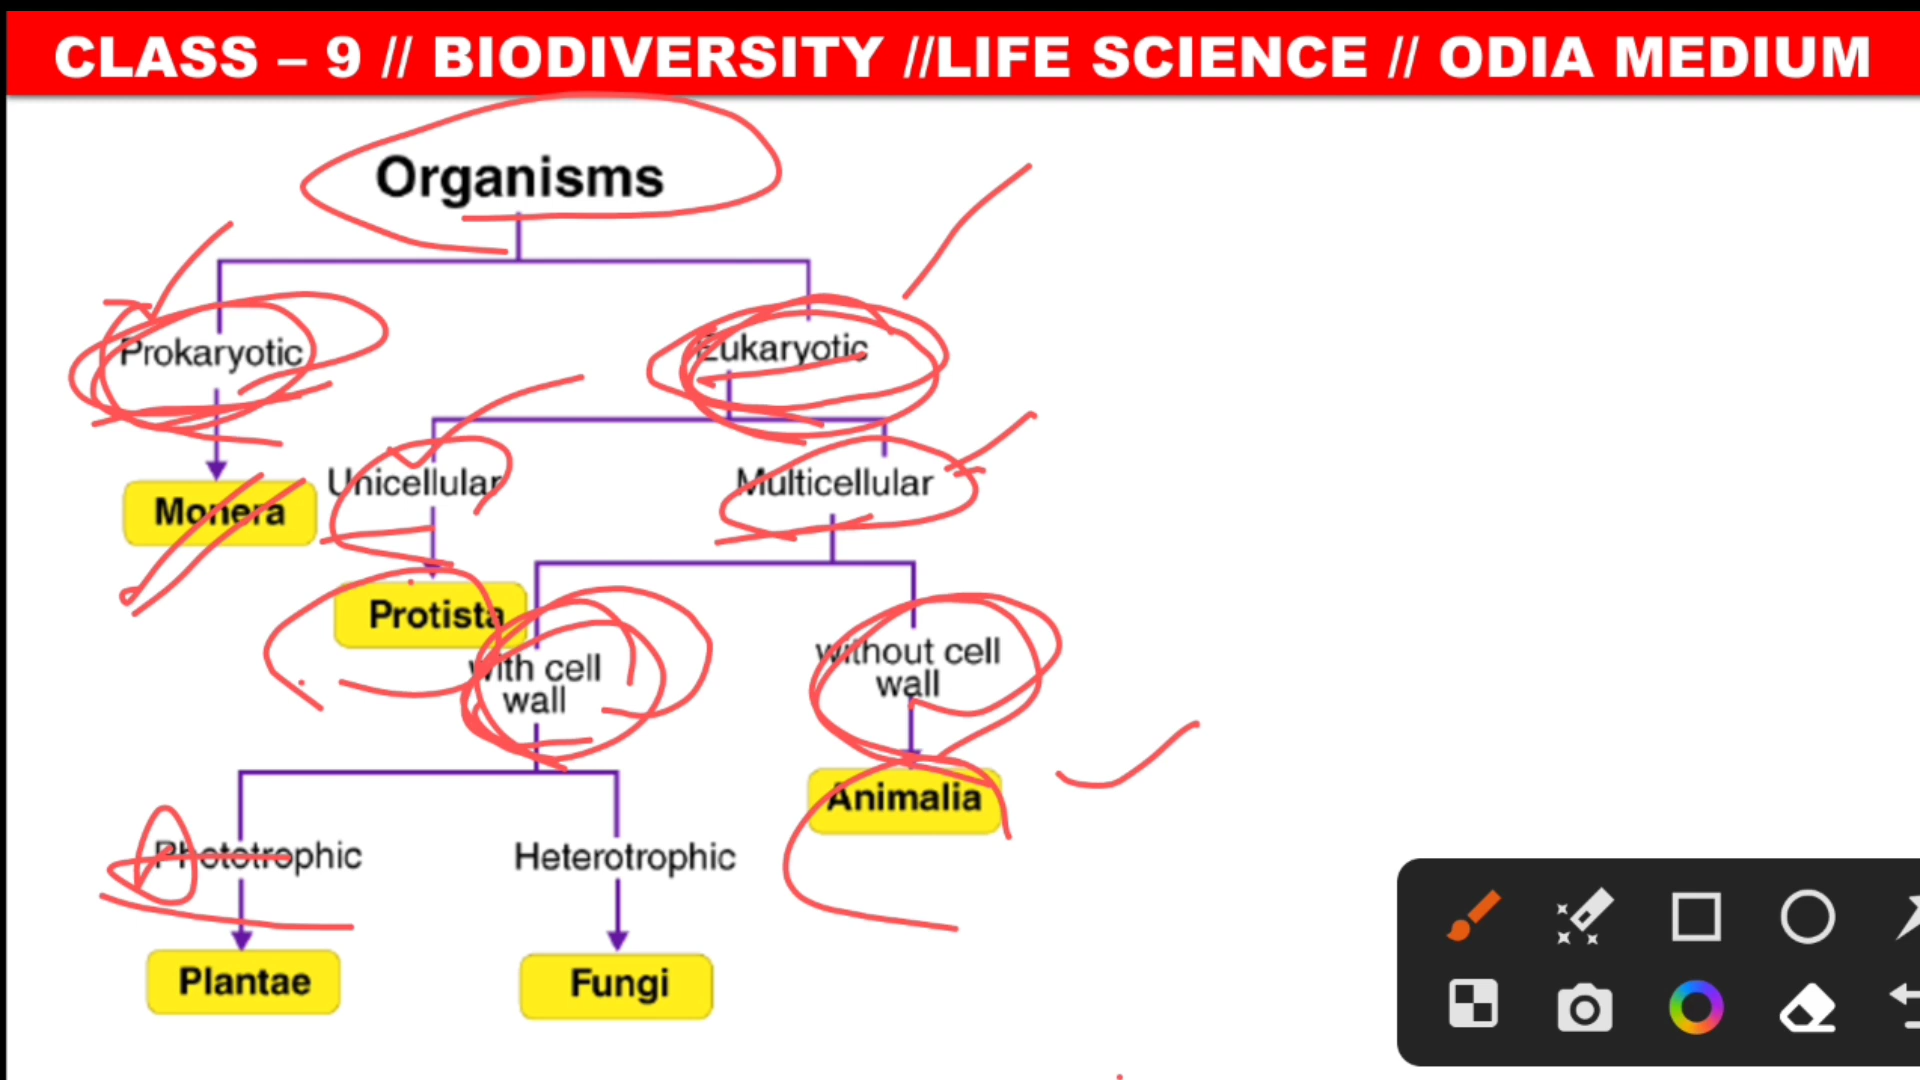 CLASS – 9 // BIODIVERSITY //LIFE SCIENCE // ODIA MEDIUM
Organisms
Prokaryotic
Eukaryotic
Monera
Unicellular
Multicellular
Protista
with cell
wall
without cell
wall
Animalia
Phototrophic
Heterotrophic
Plantae
Fungi